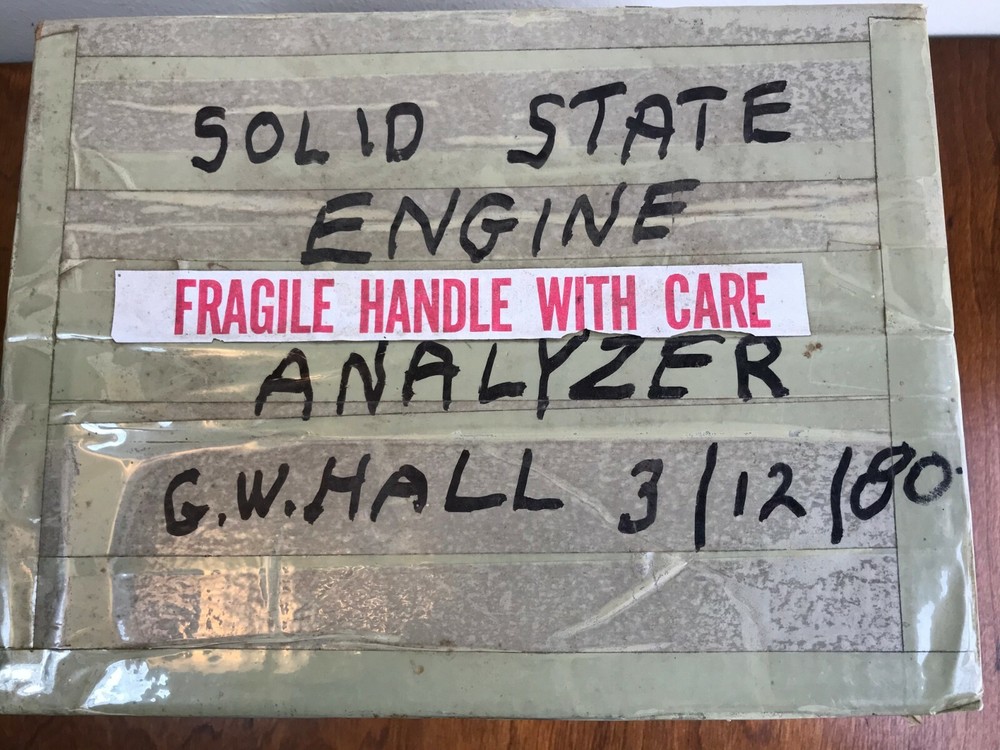 SOLID STATE
ENGINE
FRAGILE HANDLE WITH CARE
ANALYZER
G.W.HALL 3/12/80